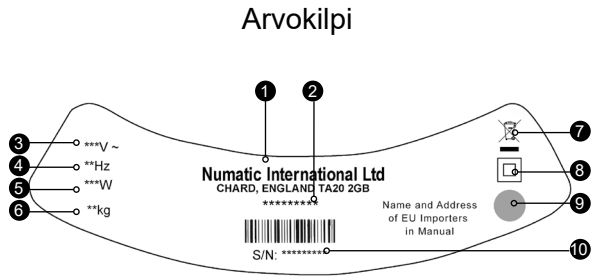 Arvokilpi
1 2
3 ***V ~
4 **Hz
5 ***W
6 **kg
Numatic International Ltd
CHARD, ENGLAND TA20 2GB
*********
S/N: *********
10
Name and Address
of EU Importers
in Manual
7
8
9